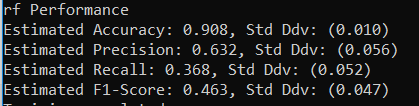 rf Performance
Estimated Accuracy: 0.908, Std Ddv: (0.010)
Estimated Precision: 0.632, Std Ddv: (0.056)
Estimated Recall: 0.368, Std Ddv: (0.052)
Estimated F1-Score: 0.463, Std Ddv: (0.047)